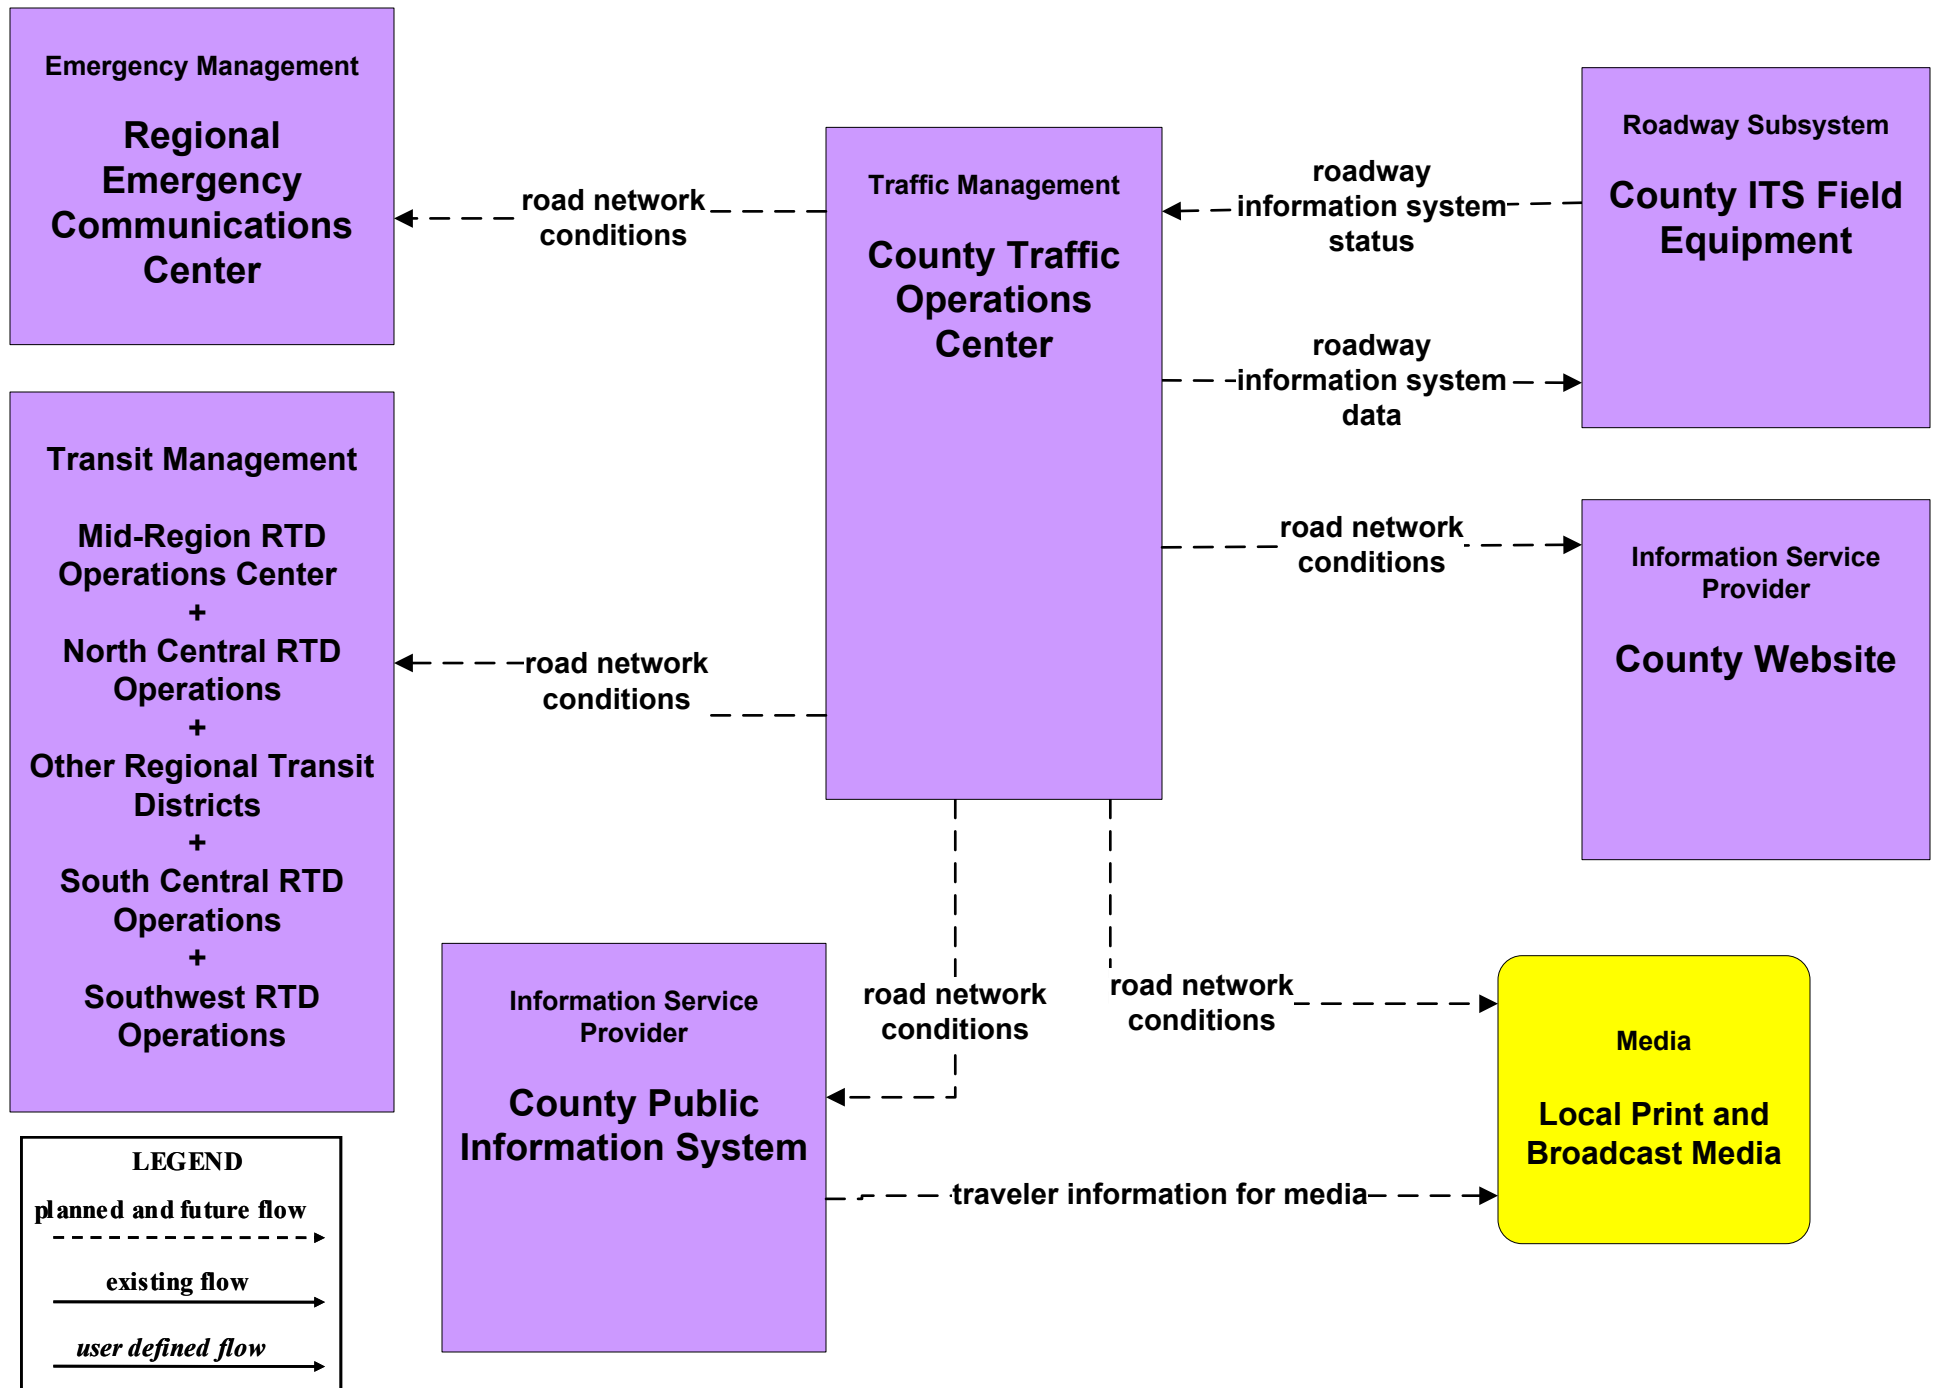 Emergency Management
Regional
Emergency
Communications
Center
road network
conditions
Traffic Management
County Traffic
Operations
Center
roadway
information system
status
roadway
information system
data
Roadway Subsystem
County ITS Field
Equipment
Transit Management
Mid-Region RTD
Operations Center
+
North Central RTD
Operations
+
Other Regional Transit
Districts
+
South Central RTD
Operations
+
Southwest RTD
Operations
road network
conditions
road network
conditions
Information Service
Provider
County Website
Information Service
Provider
County Public
Information System
road network
conditions
road network
conditions
Media
Local Print and
Broadcast Media
traveler information for media
LEGEND
planned and future flow
existing flow
user defined flow